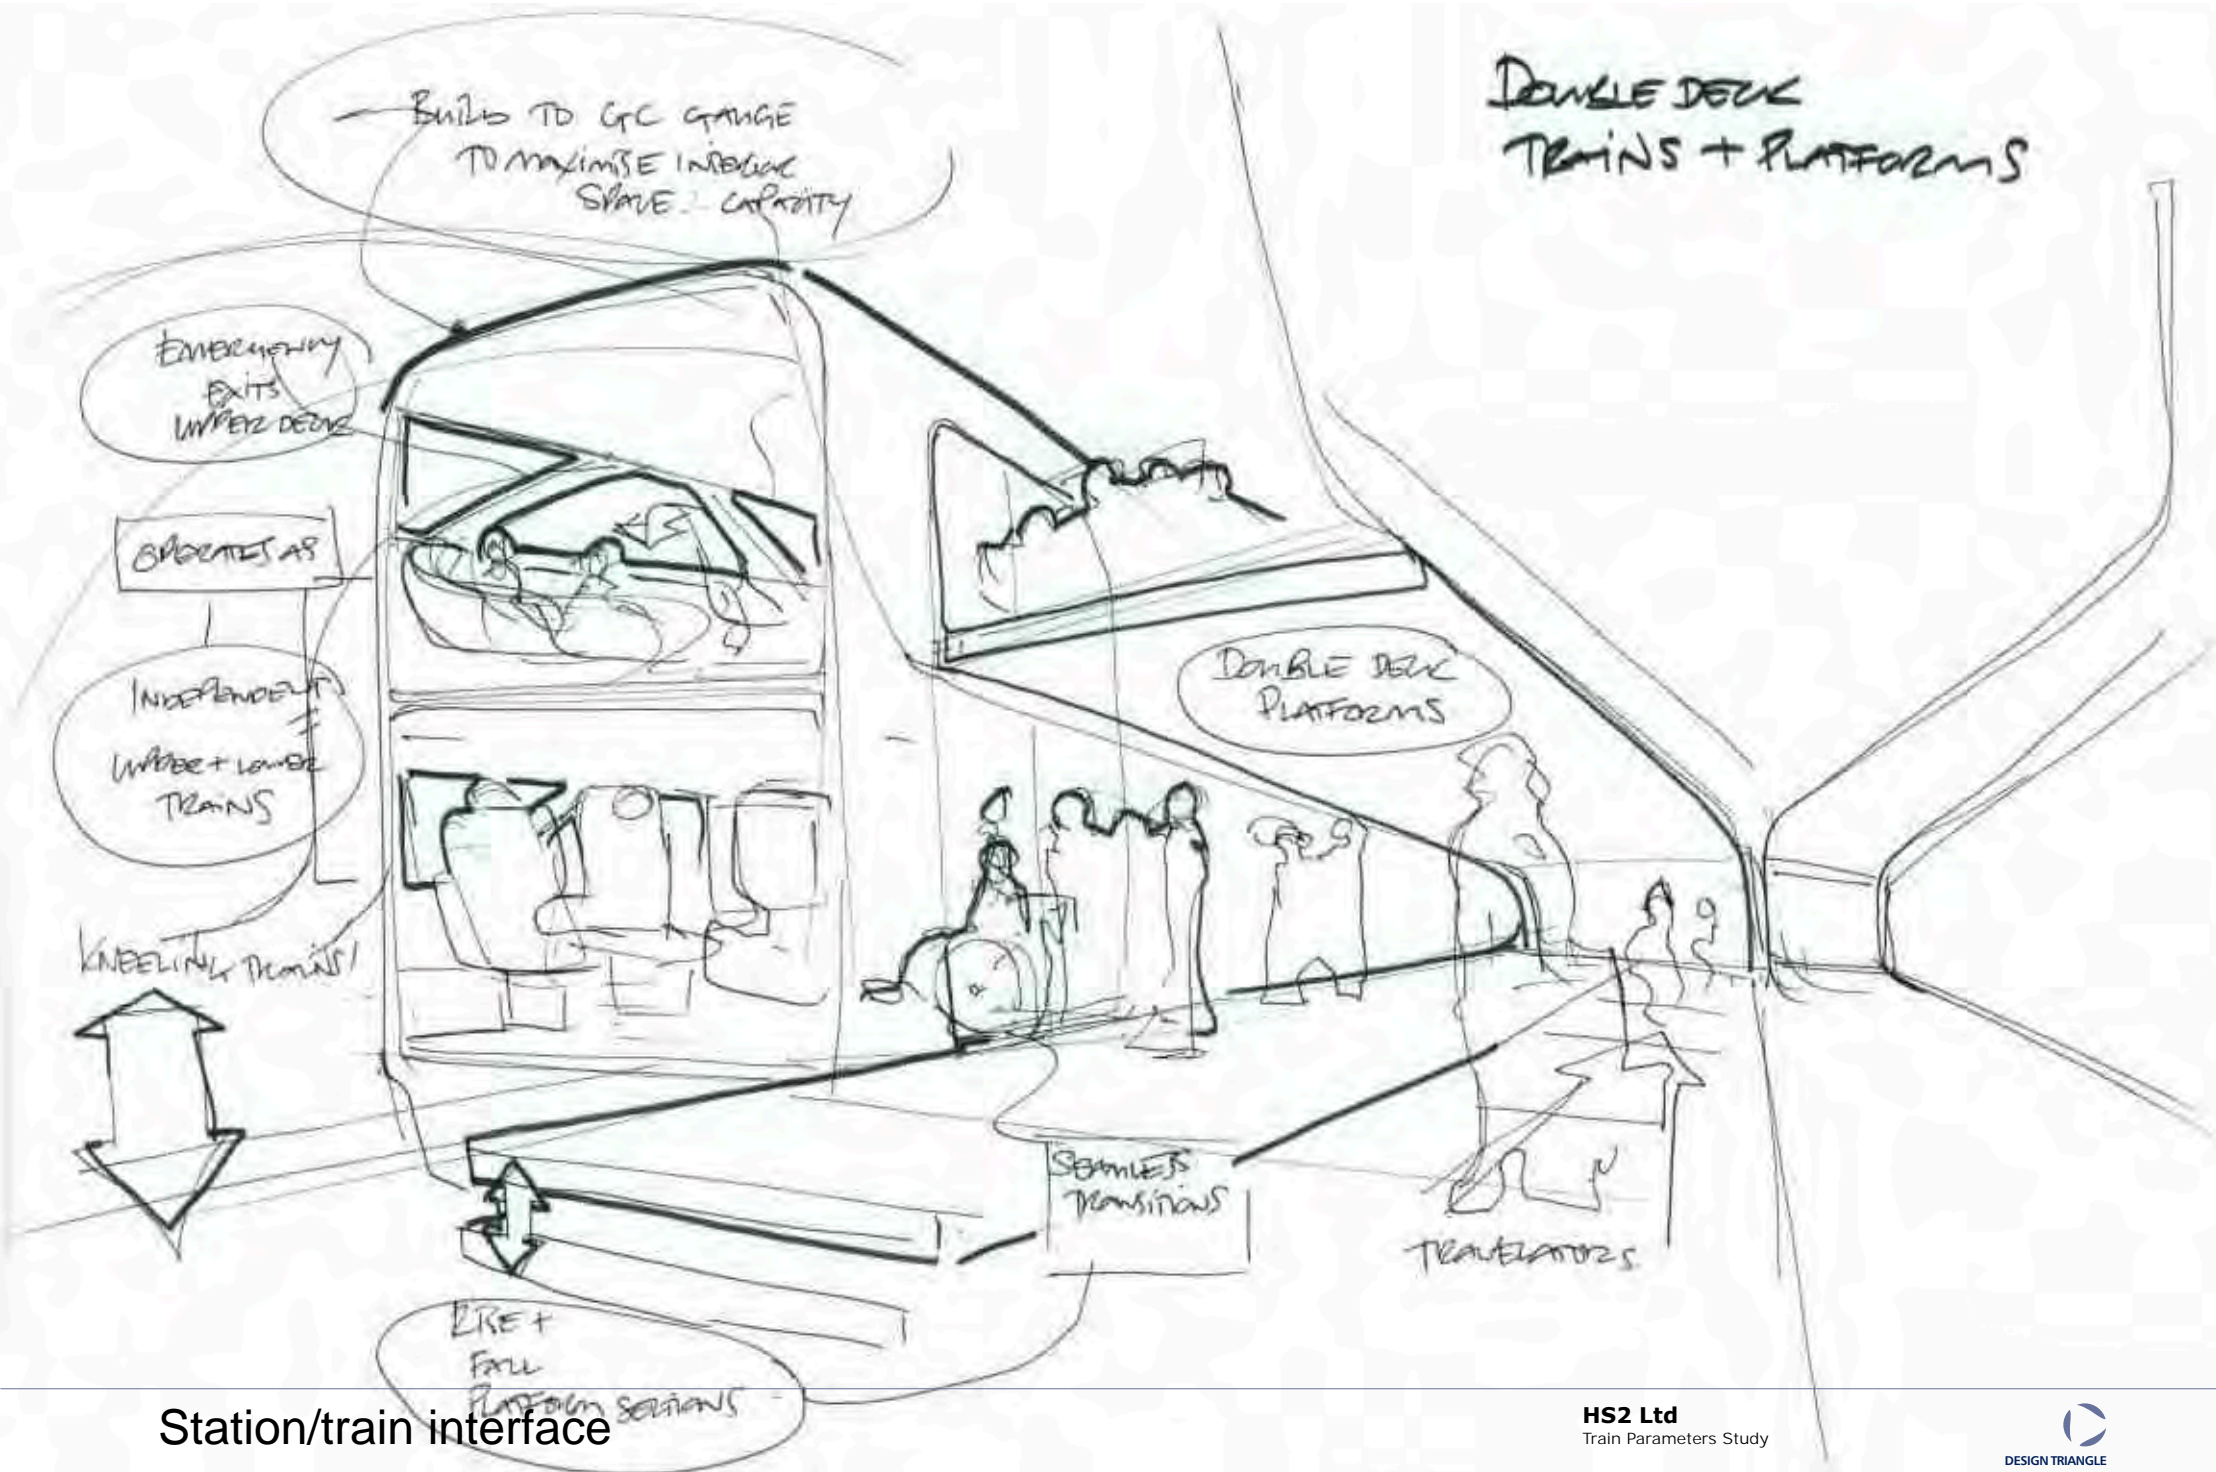 DOUBLE DECK
TRAINS + PLATFORMS
BUILD TO GC GAUGE
TO MAXIMISE INTERIOR
SPACE ∴ CAPACITY
EMERGENCY
EXITS
UPPER DECK
OPERATES AS
INDEPENDENT
UPPER + LOWER
TRAINS
KNEELING TRAINS!
DOUBLE DECK
PLATFORMS
SEAMLESS
TRANSITIONS
TRAVELATORS
RISE +
FALL
PLATFORM SECTIONS
Station/train interface
HS2 Ltd
Train Parameters Study
DESIGN TRIANGLE